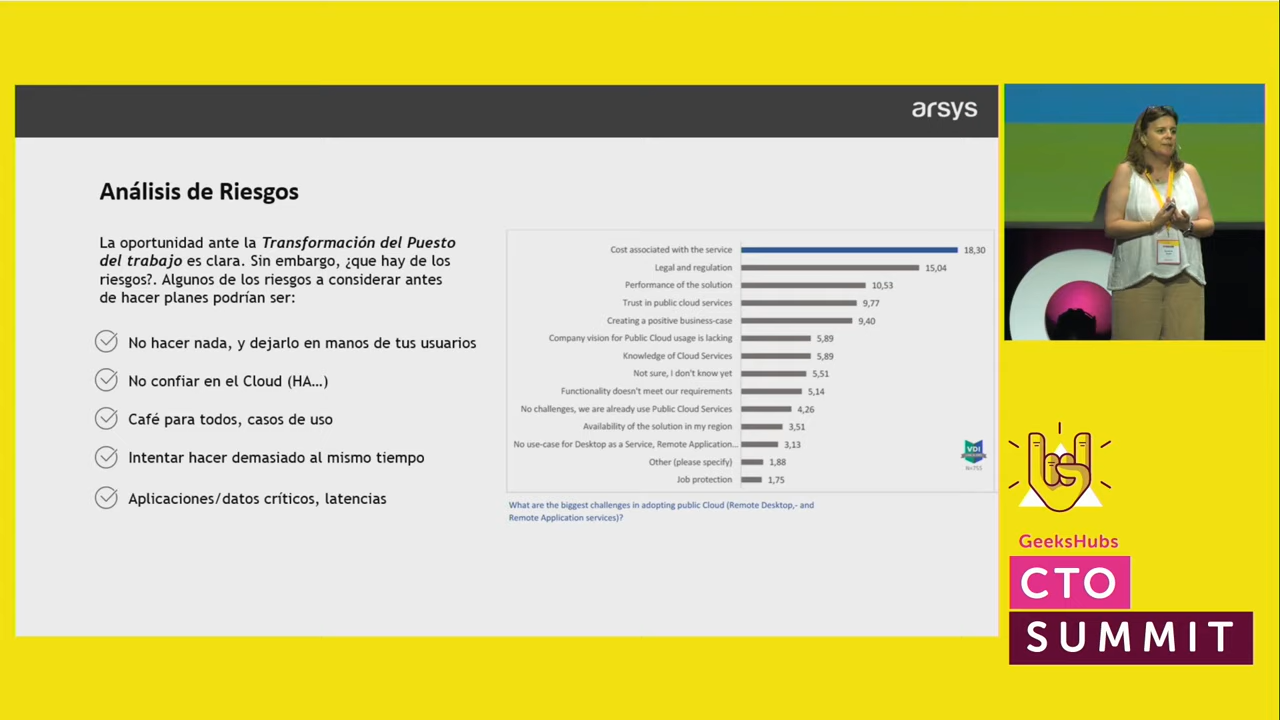 arsys
Análisis de Riesgos
La oportunidad ante la Transformación del Puesto
del trabajo es clara. Sin embargo, ¿que hay de los
riesgos?. Algunos de los riesgos a considerar antes
de hacer planes podrían ser:
No hacer nada, y dejarlo en manos de tus usuarios
No confiar en el Cloud (HA…)
Café para todos, casos de uso
Intentar hacer demasiado al mismo tiempo
Aplicaciones/datos críticos, latencias
Cost associated with the service 18,30
Legal and regulation 15,04
Performance of the solution 10,53
Trust in public cloud services 9,77
Creating a positive business-case 9,40
Company vision for Public Cloud usage is lacking 5,89
Knowledge of Cloud Services 5,89
Not sure, I don't know yet 5,51
Functionality doesn't meet our requirements 5,14
No challenges, we are already use Public Cloud Services 4,26
Availability of the solution in my region 3,51
No use-case for Desktop as a Service, Remote Application… 3,13
Other (please specify) 1,88
Job protection 1,75
VDI
N=755
What are the biggest challenges in adopting public Cloud (Remote Desktop,- and
Remote Application services)?
GeeksHubs
CTO
SUMMIT